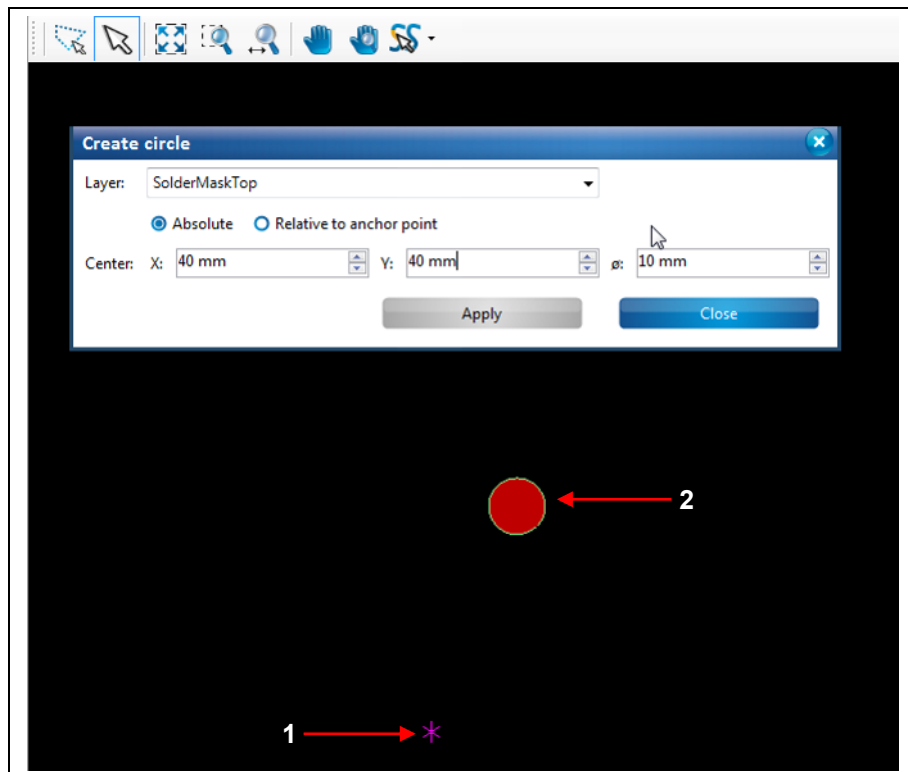 Create circle
Layer: SolderMaskTop
Absolute Relative to anchor point
Center: X: 40 mm Y: 40 mm ø: 10 mm
Apply Close
2
1